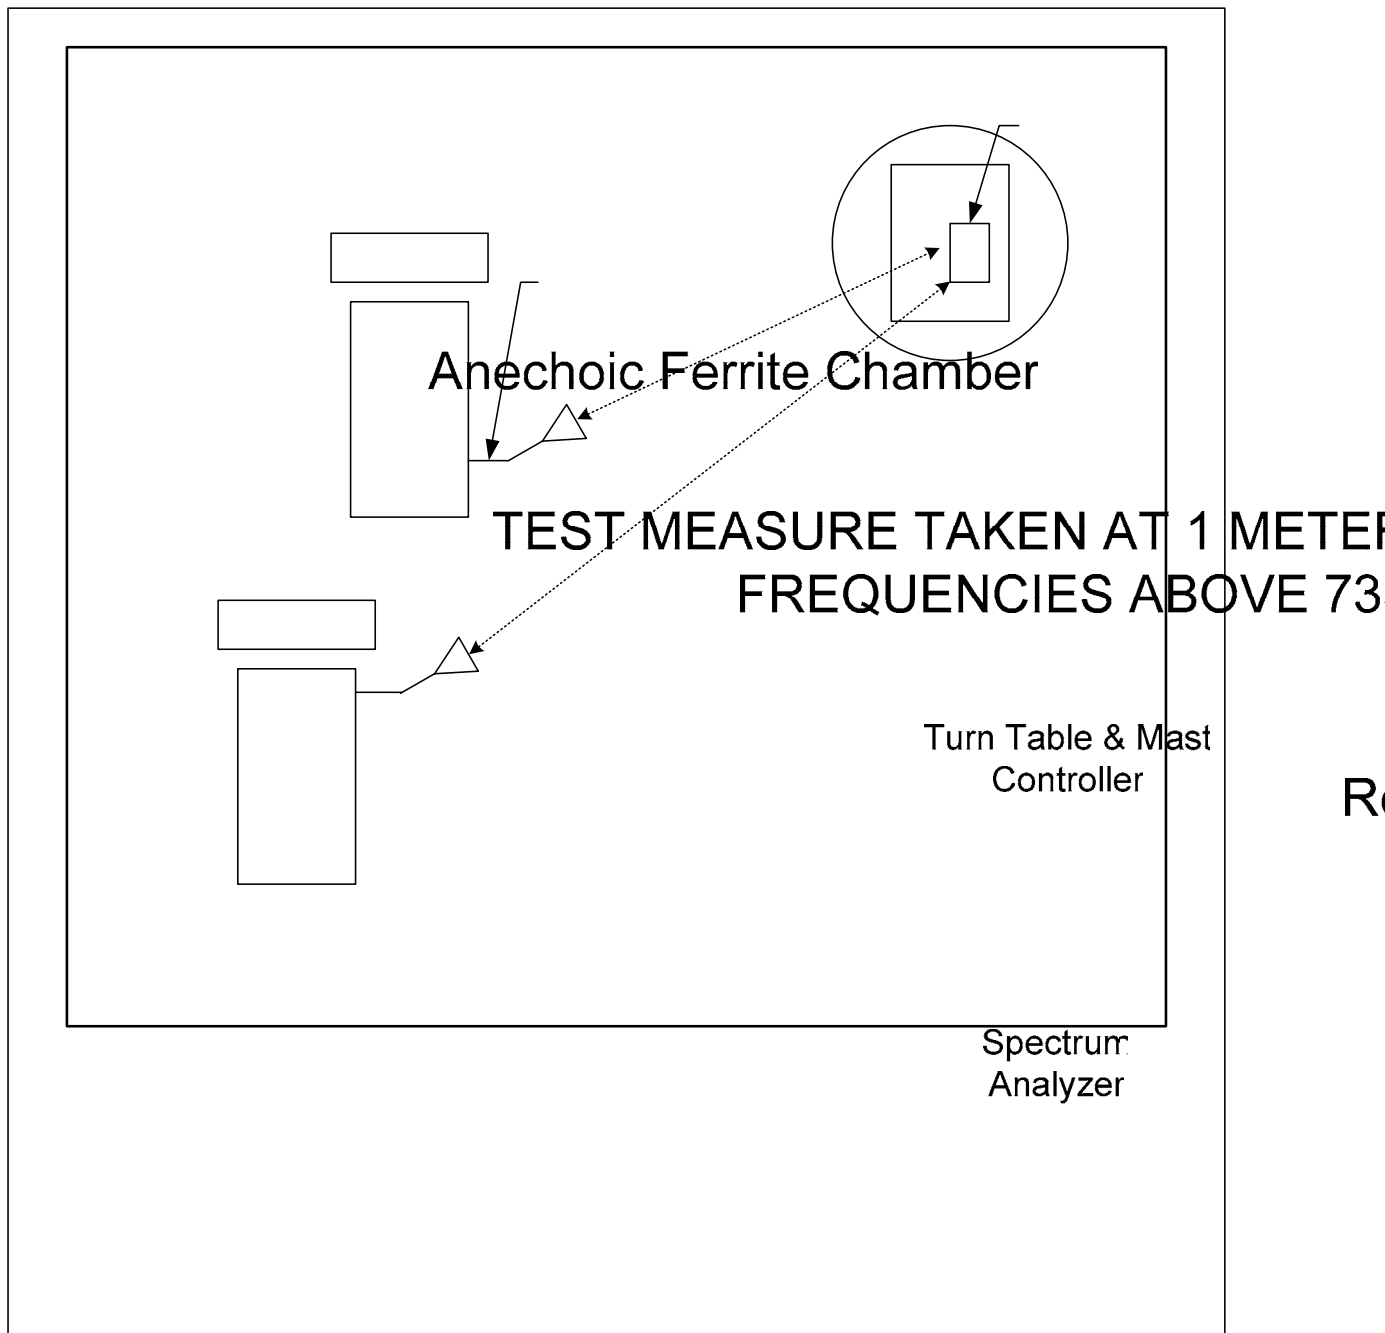 Anechoic Ferrite Chamber
TEST MEASURE TAKEN AT 1 METER
FREQUENCIES ABOVE 73
Turn Table & Mast
Controller
Spectrum
Analyzer